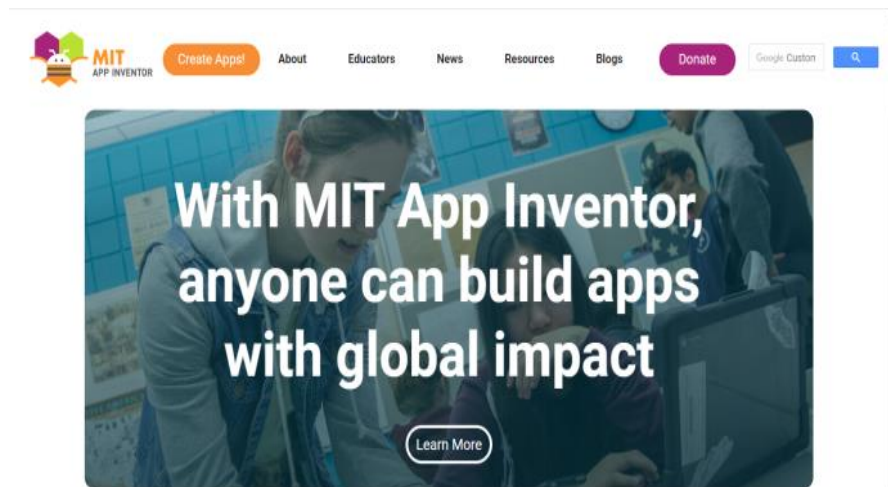 MIT
APP INVENTOR
Create Apps!
About
Educators
News
Resources
Blogs
Donate
Google Custom
With MIT App Inventor,
anyone can build apps
with global impact
Learn More